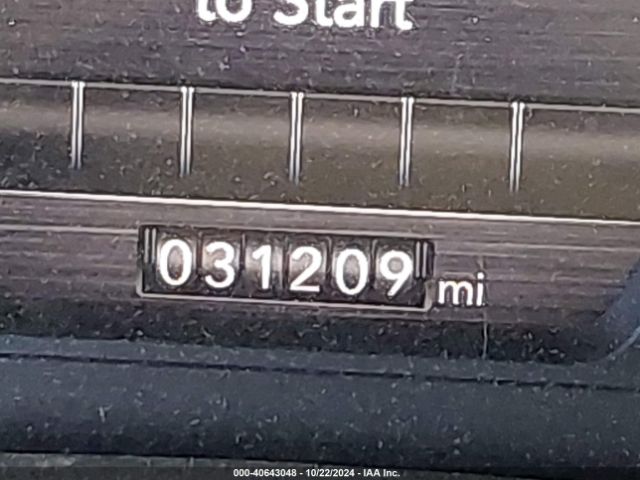 to Start
031209 mi
000-40643048 - 10/22/2024 - IAA Inc.